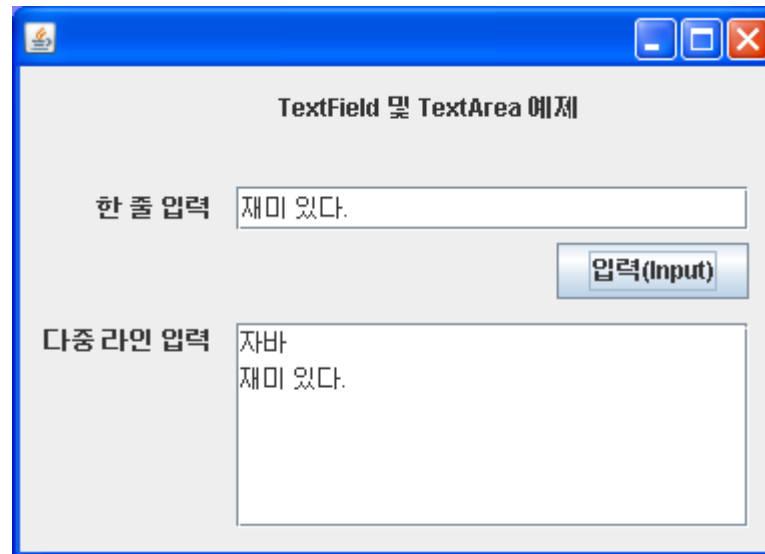 TextField 및 TextArea 예제
한 줄 입력 재미 있다.
입력(Input)
다중 라인 입력 자바
재미 있다.